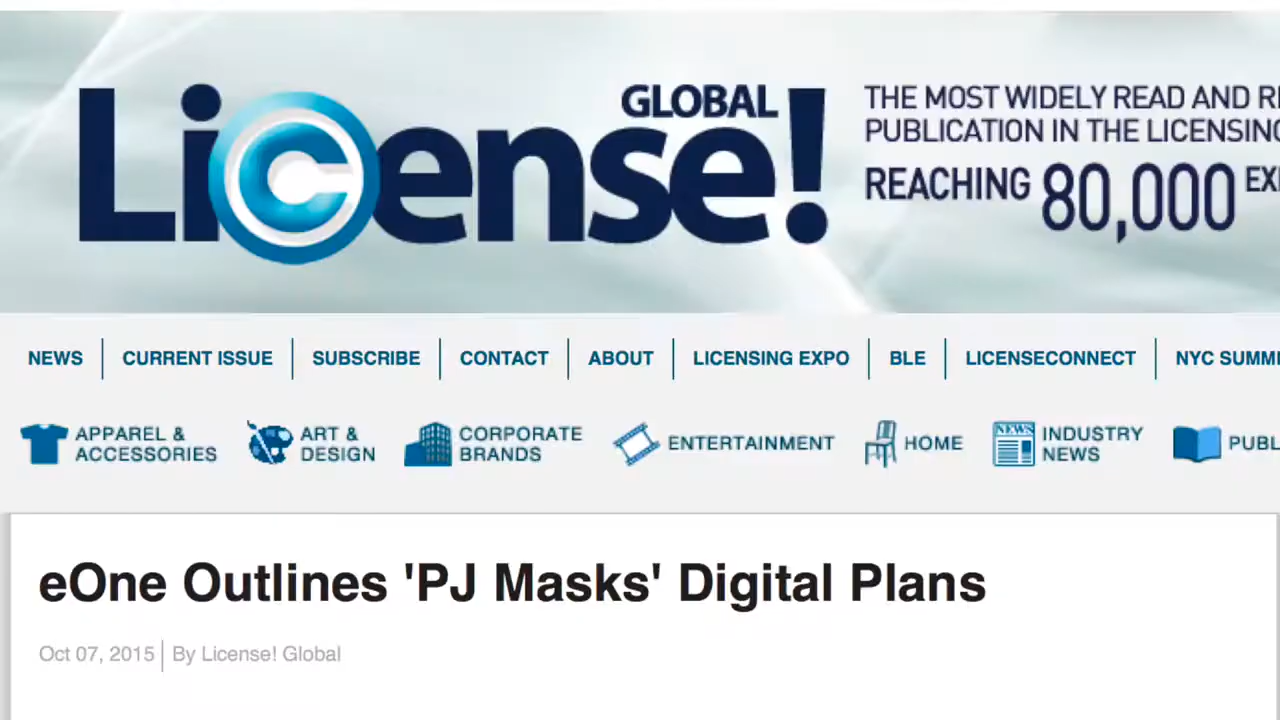 License! GLOBAL
THE MOST WIDELY READ AND
PUBLICATION IN THE
REACHING 80,000
NEWS CURRENT ISSUE SUBSCRIBE CONTACT ABOUT LICENSING EXPO BLE LICENSECONNECT NYC
APPAREL & ACCESSORIES
ART & DESIGN
CORPORATE BRANDS
ENTERTAINMENT
HOME
NEWS
INDUSTRY NEWS
eOne Outlines 'PJ Masks' Digital Plans
Oct 07, 2015 By License! Global